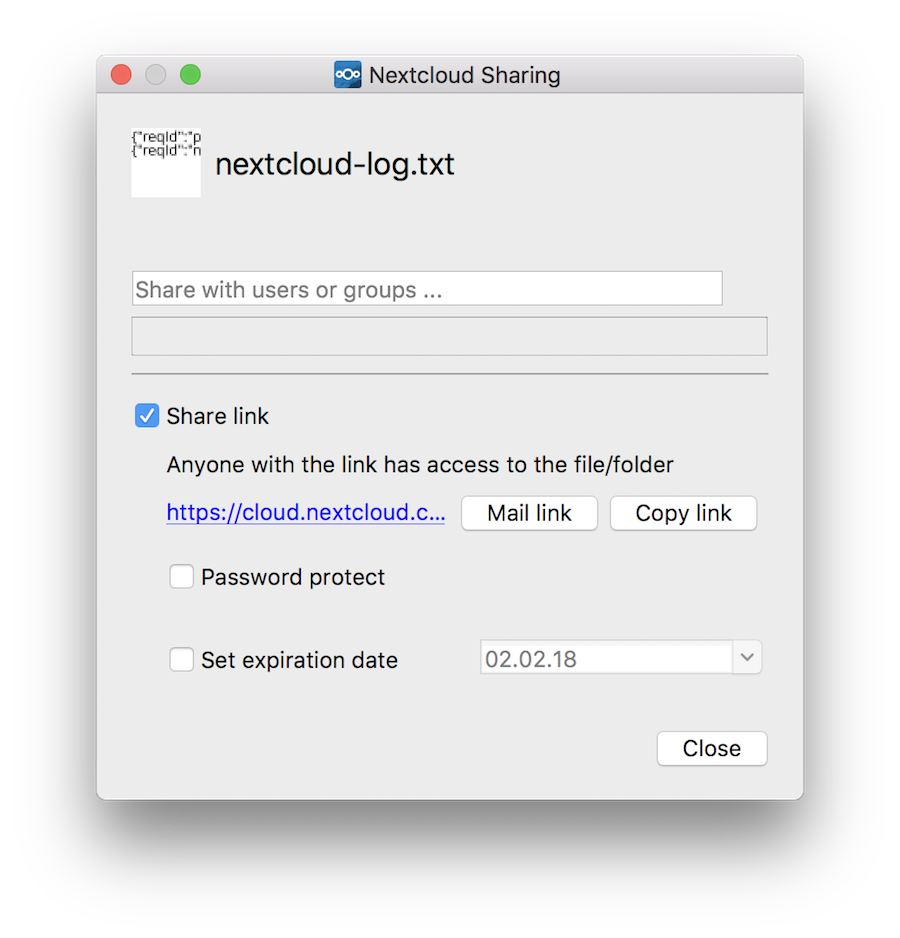 Nextcloud Sharing
{"reqId":"p
{"reqId":"n
nextcloud-log.txt
Share with users or groups ...
Share link
Anyone with the link has access to the file/folder
https://cloud.nextcloud.c... Mail link Copy link
Password protect
Set expiration date 02.02.18
Close